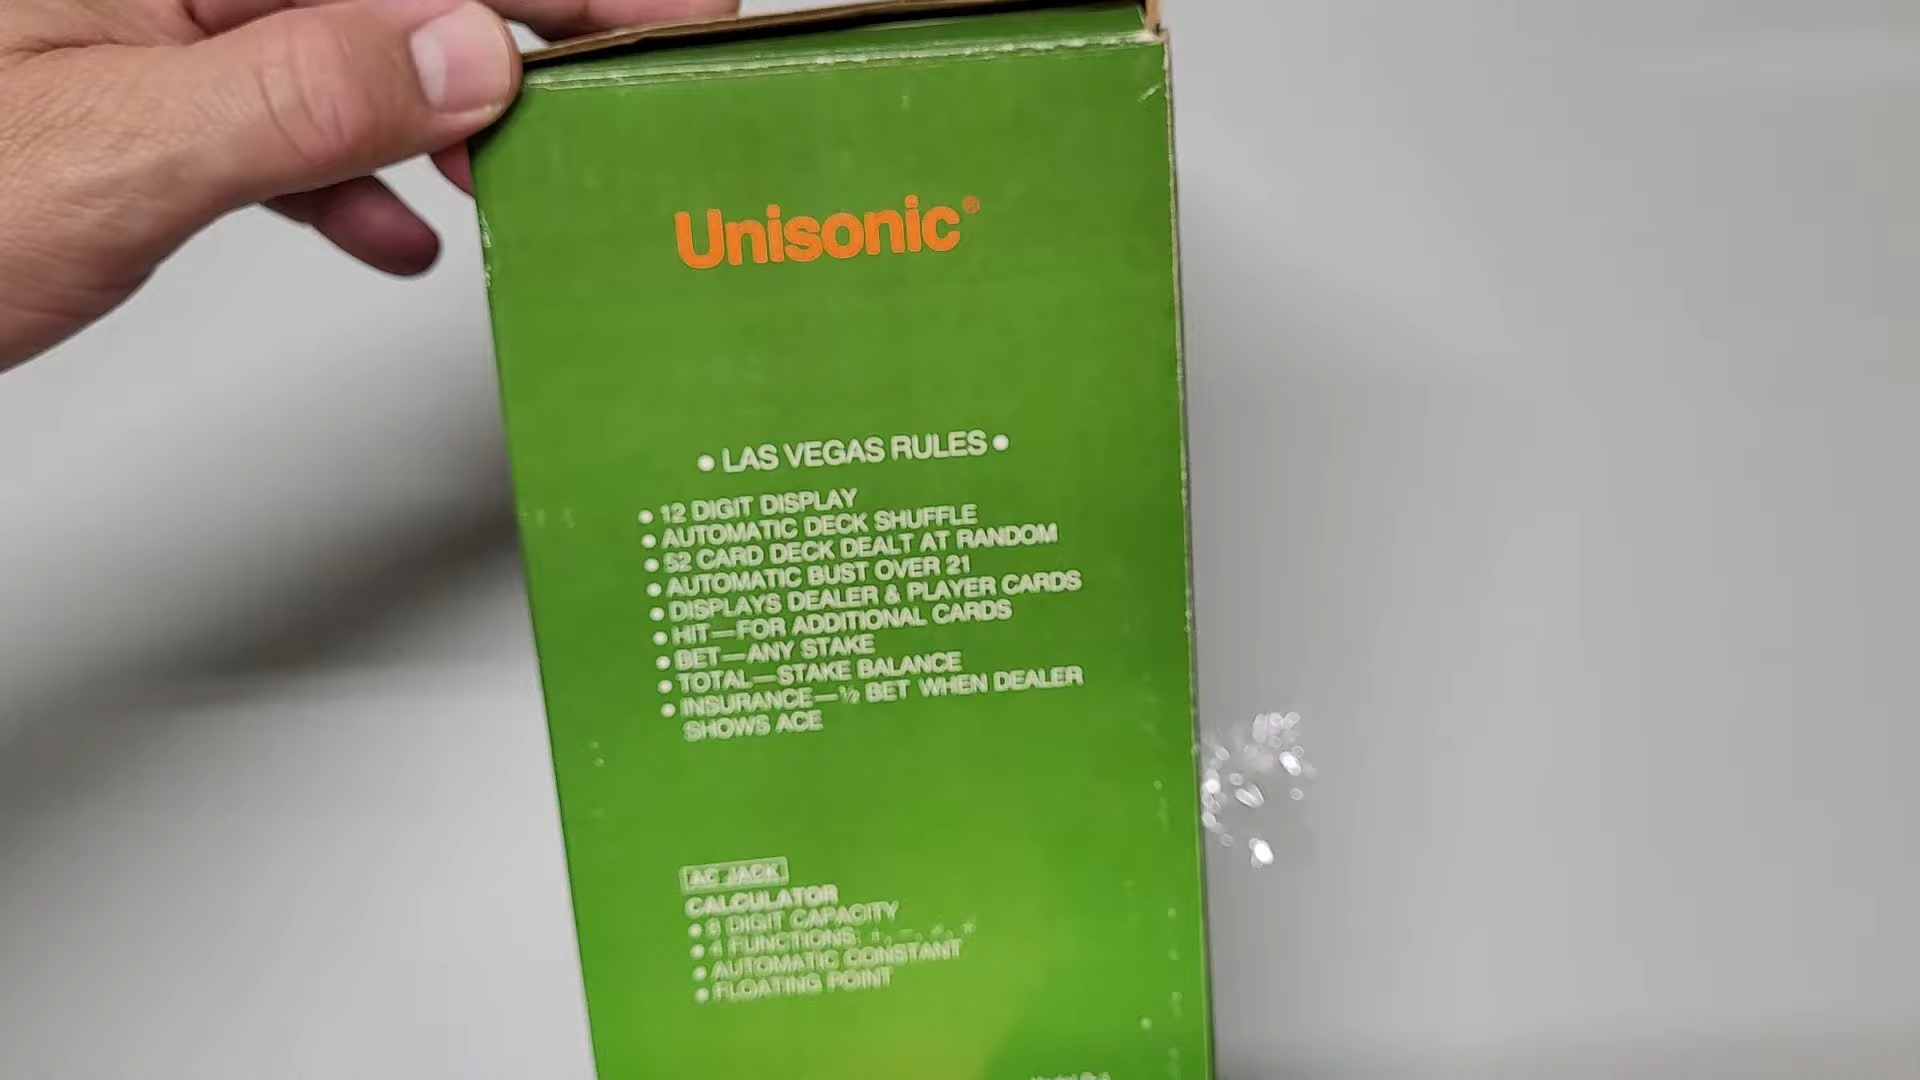 Unisonic®
• LAS VEGAS RULES •
• 12 DIGIT DISPLAY
• AUTOMATIC DECK SHUFFLE
• 52 CARD DECK DEALT AT RANDOM
• AUTOMATIC BUST OVER 21
• DISPLAYS DEALER & PLAYER CARDS
• HIT—FOR ADDITIONAL CARDS
• BET—ANY STAKE
• TOTAL—STAKE BALANCE
• INSURANCE—½ BET WHEN DEALER
SHOWS ACE
AC JACK
CALCULATOR
• 8 DIGIT CAPACITY
• 4 FUNCTIONS
• AUTOMATIC CONSTANT
• FLOATING POINT